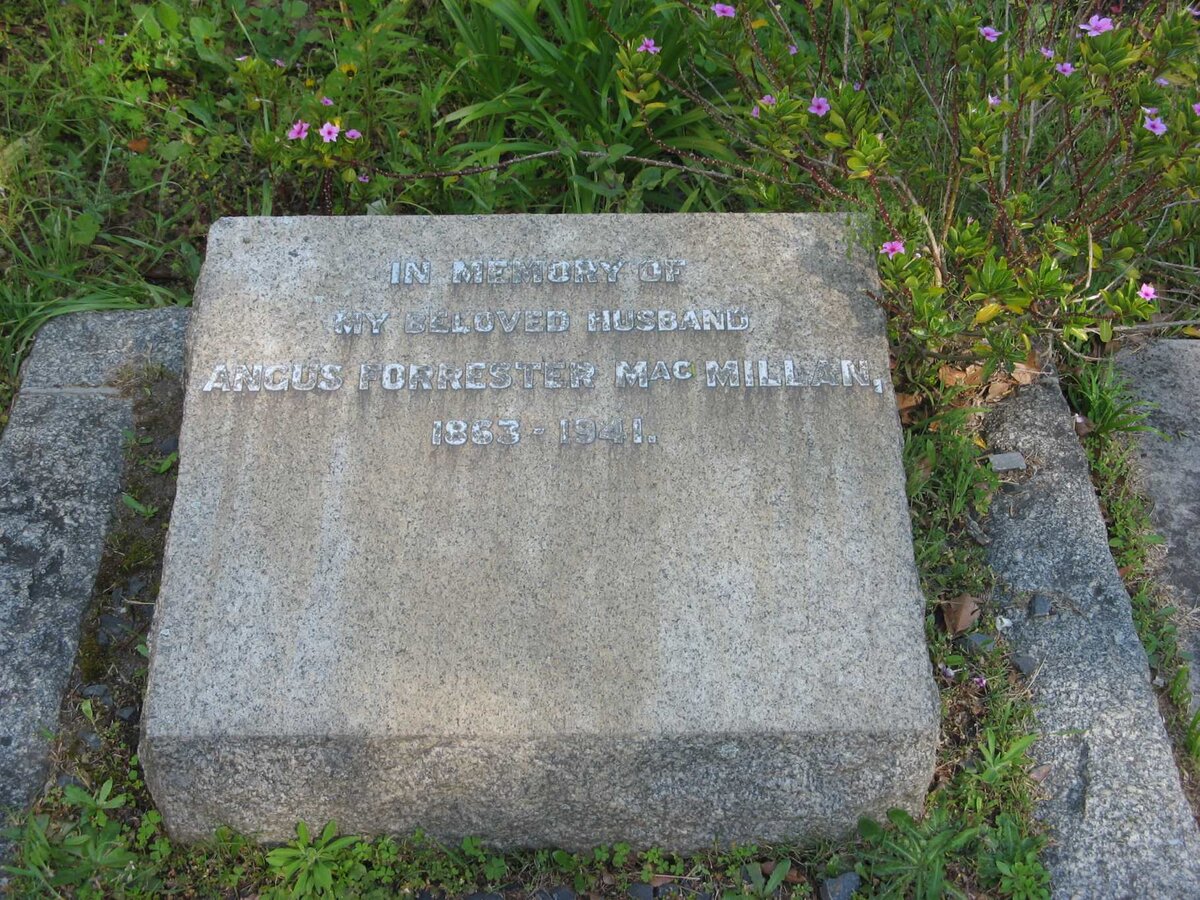 IN MEMORY OF
MY BELOVED HUSBAND
ANGUS FORRESTER MAC MILLAN,
1863 - 1941.